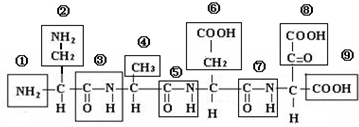 ⑥ ⑧
② COOH COOH
NH₂ ④ C=O ⑨
① CH₂ ③ CH₃ ⑤ CH₂ ⑦
NH₂—C—C—N—C—C—N—C—C—N—C—COOH
H O H H O H H O H H